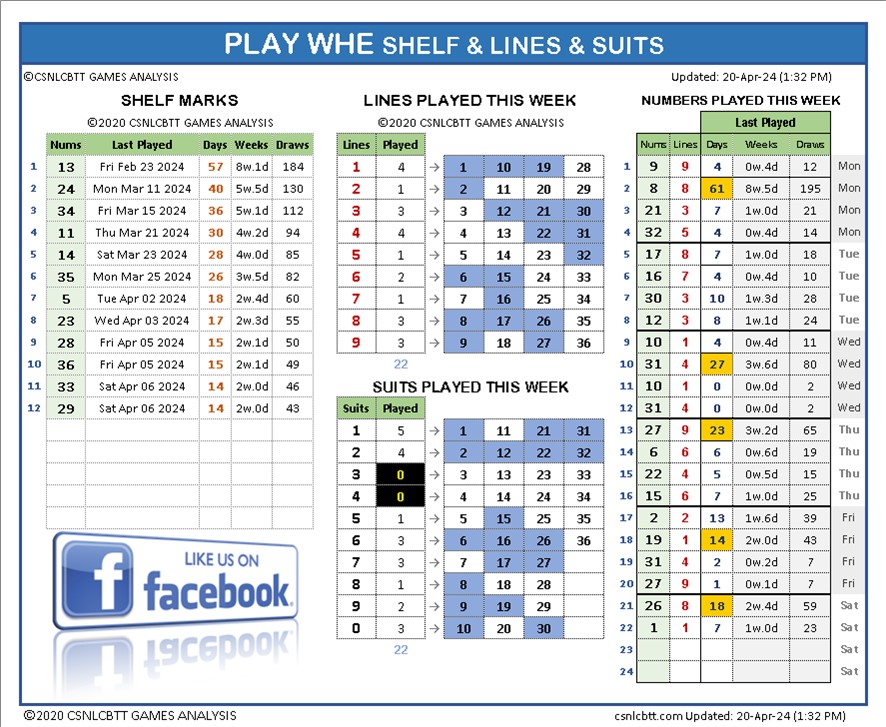 PLAY WHE SHELF & LINES & SUITS
©CSNLCBTT GAMES ANALYSIS
Updated: 20-Apr-24 (1:32 PM)
SHELF MARKS
©2020 CSNLCBTT GAMES ANALYSIS
Nums Last Played Days Weeks Draws
1 13 Fri Feb 23 2024 57 8w.1d 184
2 24 Mon Mar 11 2024 40 5w.5d 130
3 34 Fri Mar 15 2024 36 5w.1d 112
4 11 Thu Mar 21 2024 30 4w.2d 94
5 14 Sat Mar 23 2024 28 4w.0d 85
6 35 Mon Mar 25 2024 26 3w.5d 82
7 5 Tue Apr 02 2024 18 2w.4d 60
8 23 Wed Apr 03 2024 17 2w.3d 55
9 28 Fri Apr 05 2024 15 2w.1d 50
10 36 Fri Apr 05 2024 15 2w.1d 49
11 33 Sat Apr 06 2024 14 2w.0d 46
12 29 Sat Apr 06 2024 14 2w.0d 43
LIKE US ON
f facebook.
LINES PLAYED THIS WEEK
©2020 CSNLCBTT GAMES ANALYSIS
Lines Played
1 4 → 1 10 19 28
2 1 → 2 11 20 29
3 3 → 3 12 21 30
4 4 → 4 13 22 31
5 1 → 5 14 23 32
6 2 → 6 15 24 33
7 1 → 7 16 25 34
8 3 → 8 17 26 35
9 3 → 9 18 27 36
22
SUITS PLAYED THIS WEEK
Suits Played
1 5 → 1 11 21 31
2 4 → 2 12 22 32
3 0 → 3 13 23 33
4 0 → 4 14 24 34
5 1 → 5 15 25 35
6 3 → 6 16 26 36
7 3 → 7 17 27
8 1 → 8 18 28
9 2 → 9 19 29
0 3 → 10 20 30
22
NUMBERS PLAYED THIS WEEK
Last Played
Nums Lines Days Weeks Draws
1 9 9 4 0w.4d 12 Mon
2 8 8 61 8w.5d 195 Mon
3 21 3 7 1w.0d 21 Mon
4 32 5 4 0w.4d 14 Mon
5 17 8 7 1w.0d 18 Tue
6 16 7 4 0w.4d 10 Tue
7 30 3 10 1w.3d 28 Tue
8 12 3 8 1w.1d 24 Tue
9 10 1 4 0w.4d 11 Wed
10 31 4 27 3w.6d 80 Wed
11 10 1 0 0w.0d 2 Wed
12 31 4 0 0w.0d 2 Wed
13 27 9 23 3w.2d 65 Thu
14 6 6 6 0w.6d 19 Thu
15 22 4 5 0w.5d 15 Thu
16 15 6 7 1w.0d 25 Thu
17 2 2 13 1w.6d 39 Fri
18 19 1 14 2w.0d 43 Fri
19 31 4 2 0w.2d 7 Fri
20 27 9 1 0w.1d 7 Fri
21 26 8 18 2w.4d 59 Sat
22 1 1 7 1w.0d 23 Sat
23 Sat
24 Sat
©2020 CSNLCBTT GAMES ANALYSIS
csnlcbtt.com Updated: 20-Apr-24 (1:32 PM)